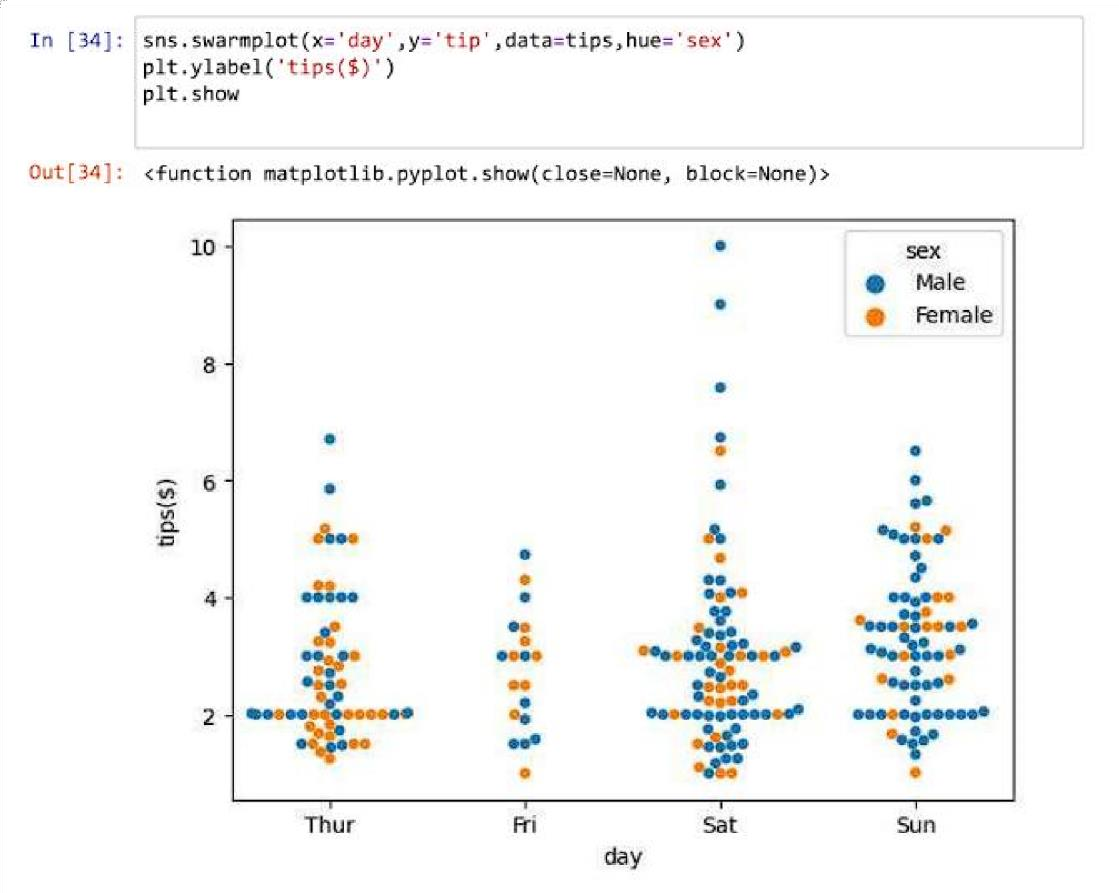 In [34]: sns.swarmplot(x='day',y='tip',data=tips,hue='sex')
plt.ylabel('tips($)')
plt.show
Out[34]: <function matplotlib.pyplot.show(close=None, block=None)>
sex
Male
Female
10
8
6
4
2
tips($)
Thur Fri Sat Sun
day